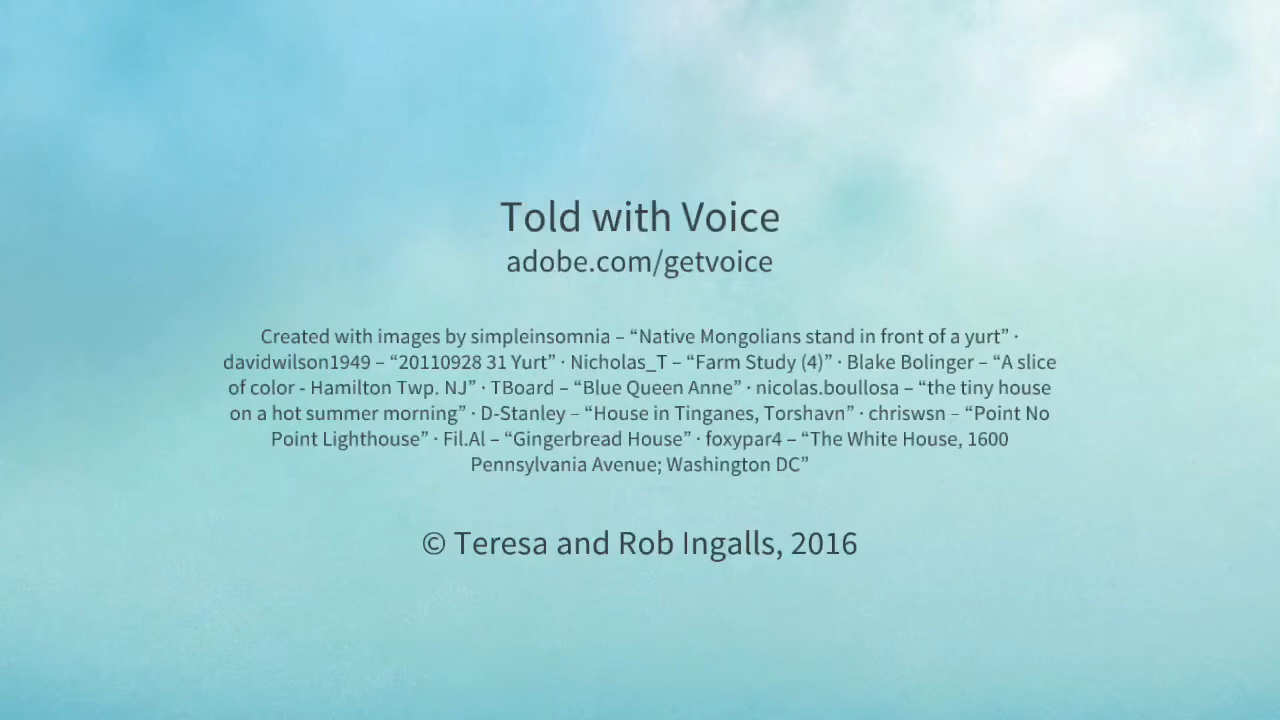 Told with Voice
adobe.com/getvoice
Created with images by simpleinsomnia – “Native Mongolians stand in front of a yurt” ·
davidwilson1949 – “20110928 31 Yurt” · Nicholas_T – “Farm Study (4)” · Blake Bolinger – “A slice
of color - Hamilton Twp. NJ” · TBoard – “Blue Queen Anne” · nicolas.boullosa – “the tiny house
on a hot summer morning” · D-Stanley – “House in Tinganes, Torshavn” · chriswsn – “Point No
Point Lighthouse” · Fil.Al – “Gingerbread House” · foxypar4 – “The White House, 1600
Pennsylvania Avenue; Washington DC”
© Teresa and Rob Ingalls, 2016